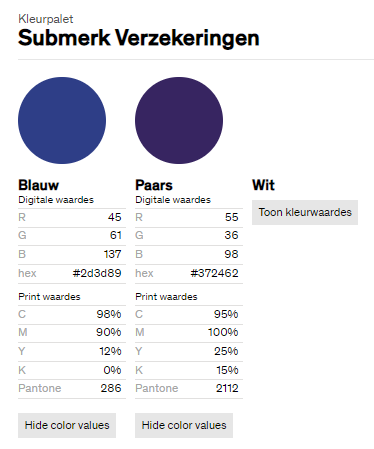 Kleurpalet
Submerk Verzekeringen
Blauw Paars Wit
Digitale waardes Digitale waardes Toon kleurwaardes
R 45 R 55
G 61 G 36
B 137 B 98
hex #2d3d89 hex #372462
Print waardes Print waardes
C 98% C 95%
M 90% M 100%
Y 12% Y 25%
K 0% K 15%
Pantone 286 Pantone 2112
Hide color values Hide color values